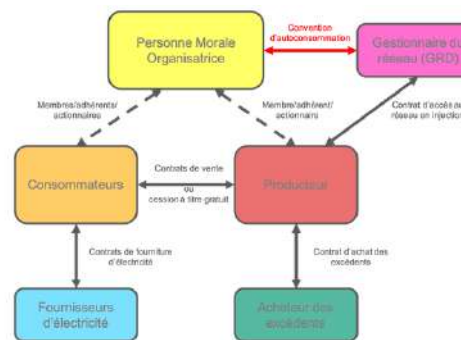 Personne Morale
Organisatrice
Convention
d'autoconsommation
Gestionnaire du
réseau (GRD)
Membres/adhérents/
actionnaires
Membre/adhérent/
actionnaire
Contrat d'accès au
réseau en injection
Consommateurs
Contrats de vente
ou
cession à titre gratuit
Producteur
Contrats de fourniture
d'électricité
Contrat d'achat des
excédents
Fournisseurs
d'électricité
Acheteur des
excédents